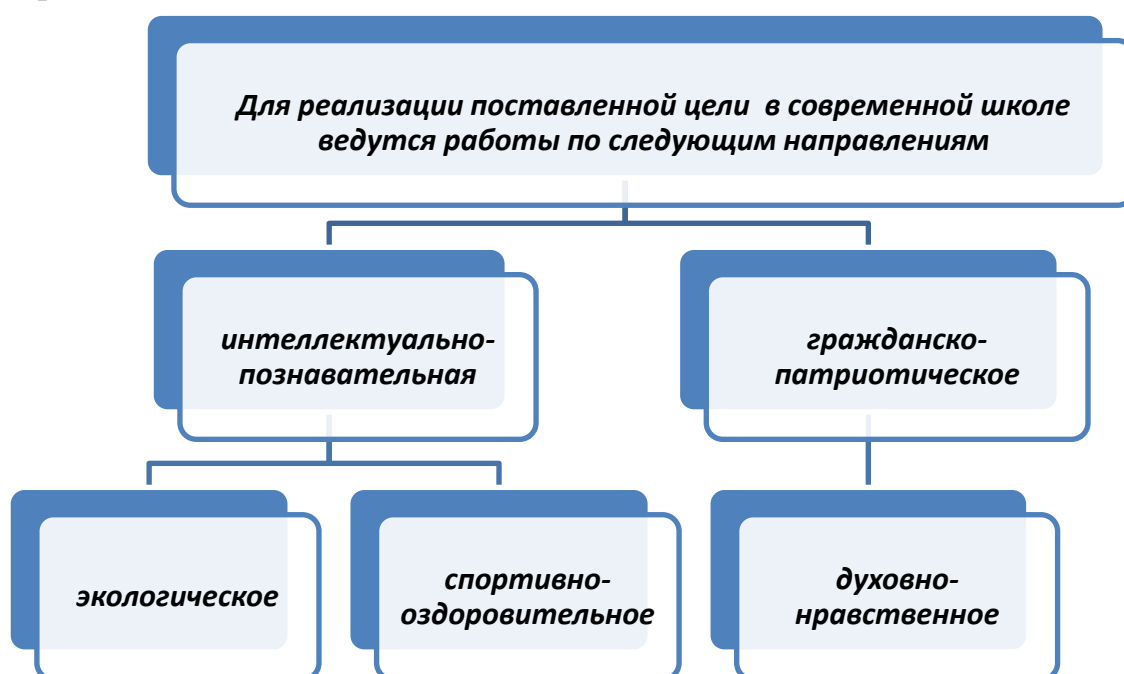 Для реализации поставленной цели в современной школе
ведутся работы по следующим направлениям
интеллектуально-
познавательная
гражданско-
патриотическое
экологическое
спортивно-
оздоровительное
духовно-
нравственное